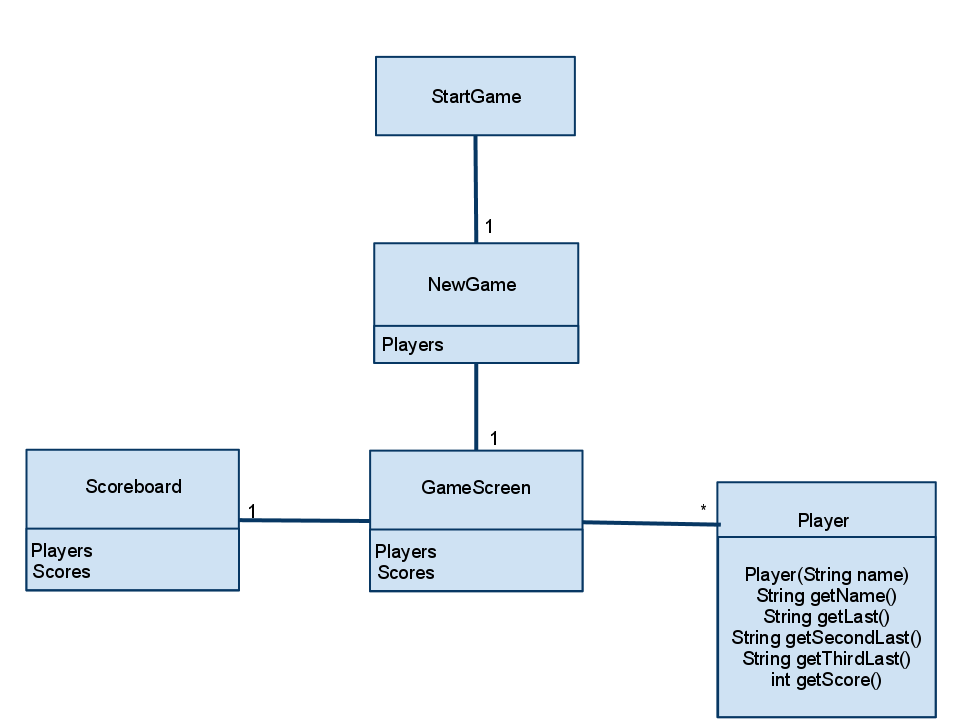 StartGame
1
NewGame
Players
1
Scoreboard
Players
Scores
1
GameScreen
Players
Scores
*
Player
Player(String name)
String getName()
String getLast()
String getSecondLast()
String getThirdLast()
int getScore()